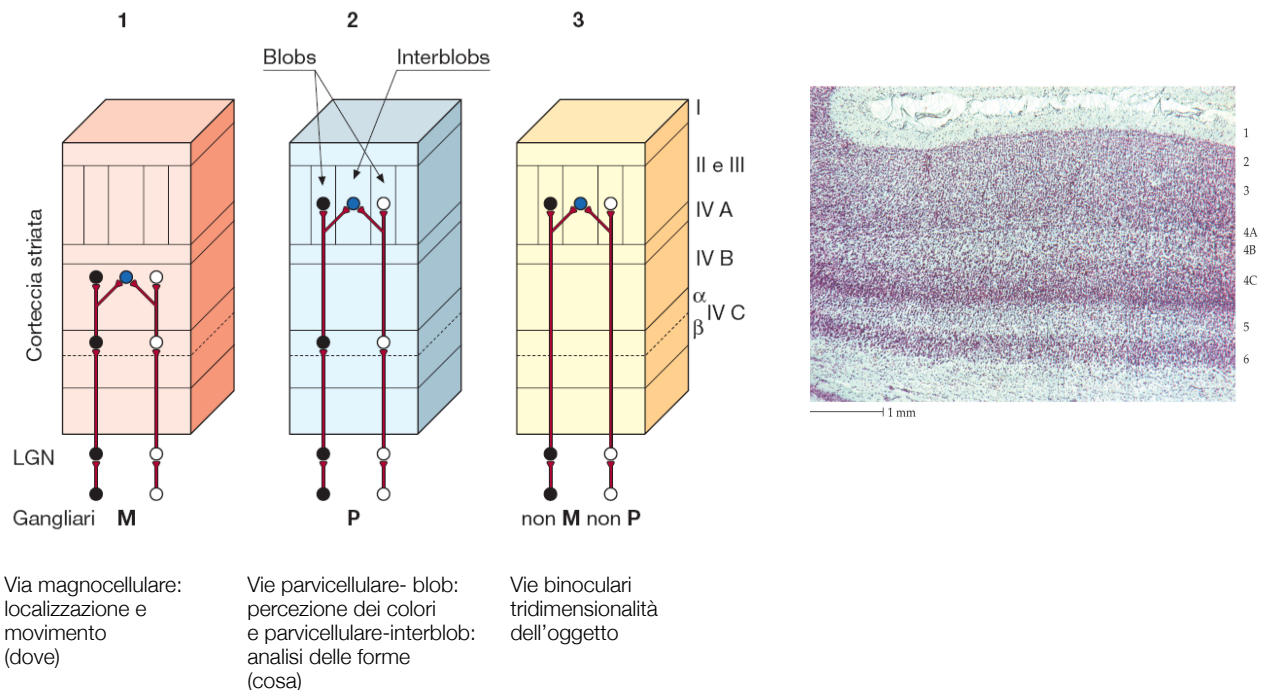 1
2
3
Blobs
Interblobs
I
II e III
IV A
IV B
α
IV C
β
Corteccia striata
LGN
Gangliari M
P
non M non P
Via magnocellulare:
localizzazione e
movimento
(dove)
Vie parvicellulare- blob:
percezione dei colori
e parvicellulare-interblob:
analisi delle forme
(cosa)
Vie binoculari
tridimensionalità
dell'oggetto
1
2
3
4A
4B
4C
5
6
1 mm